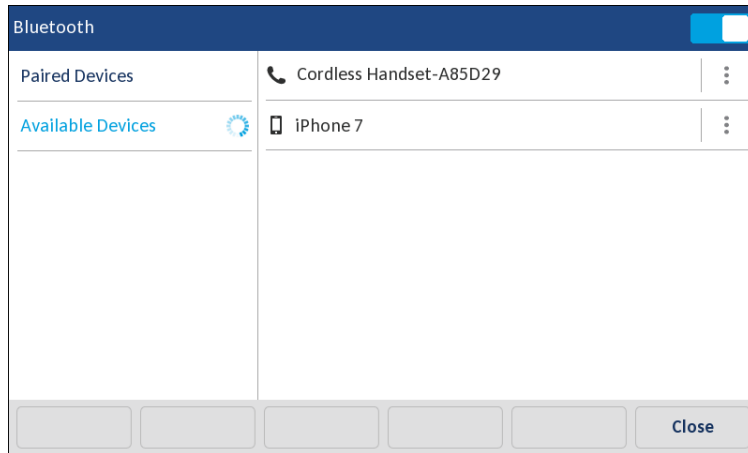 Bluetooth
Paired Devices
Available Devices
Cordless Handset-A85D29
iPhone 7
Close